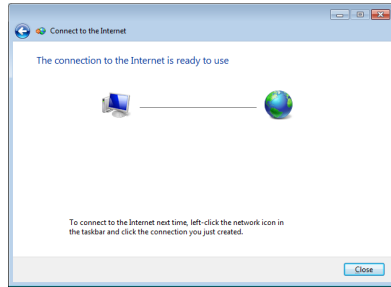 Connect to the Internet
The connection to the Internet is ready to use
To connect to the Internet next time, left-click the network icon in
the taskbar and click the connection you just created.
Close